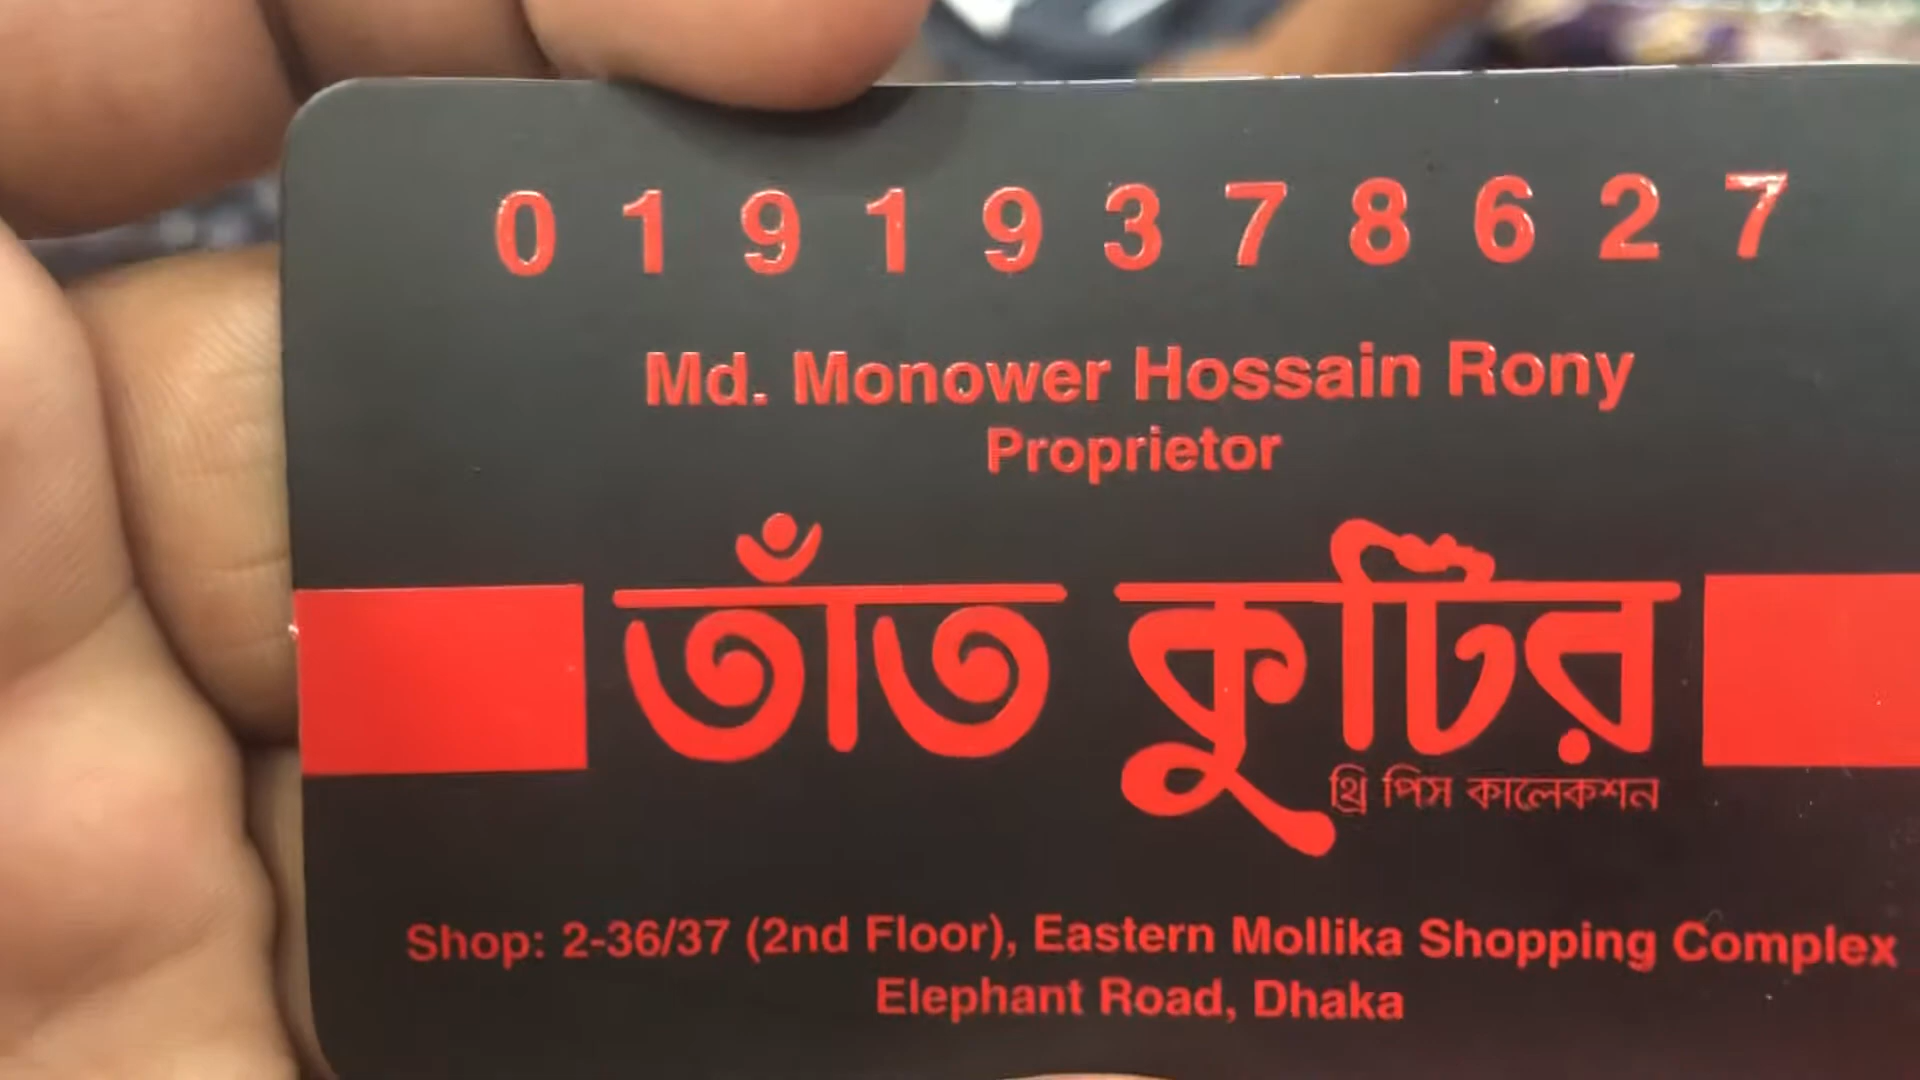 01919378627
Md. Monower Hossain Rony
Proprietor
তাঁত কুটির
থ্রি পিস কালেকশন
Shop: 2-36/37 (2nd Floor), Eastern Mollika Shopping Complex
Elephant Road, Dhaka